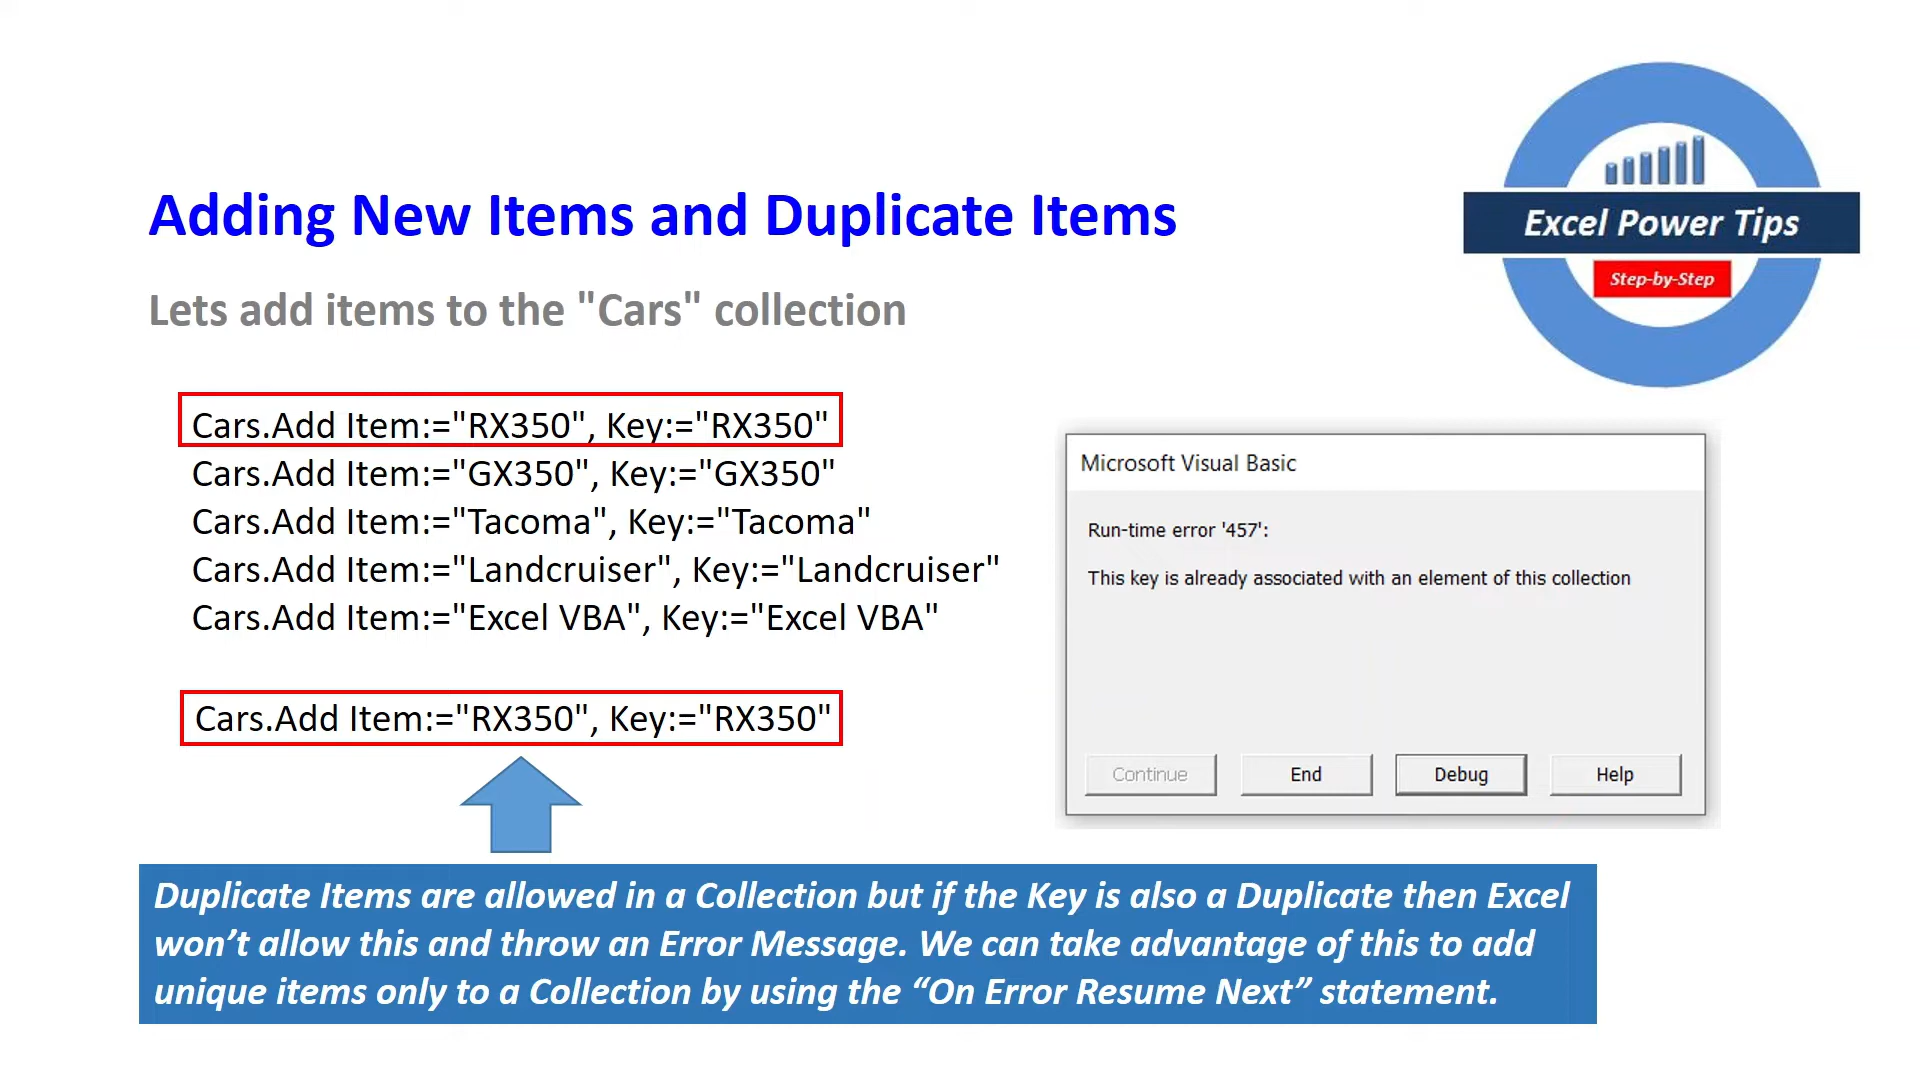 Adding New Items and Duplicate Items
Excel Power Tips
Step-by-Step
Lets add items to the "Cars" collection
Cars.Add Item:="RX350", Key:="RX350"
Cars.Add Item:="GX350", Key:="GX350"
Cars.Add Item:="Tacoma", Key:="Tacoma"
Cars.Add Item:="Landcruiser", Key:="Landcruiser"
Cars.Add Item:="Excel VBA", Key:="Excel VBA"
Cars.Add Item:="RX350", Key:="RX350"
Microsoft Visual Basic
Run-time error '457':
This key is already associated with an element of this collection
Continue End Debug Help
Duplicate Items are allowed in a Collection but if the Key is also a Duplicate then Excel
won’t allow this and throw an Error Message. We can take advantage of this to add
unique items only to a Collection by using the “On Error Resume Next” statement.